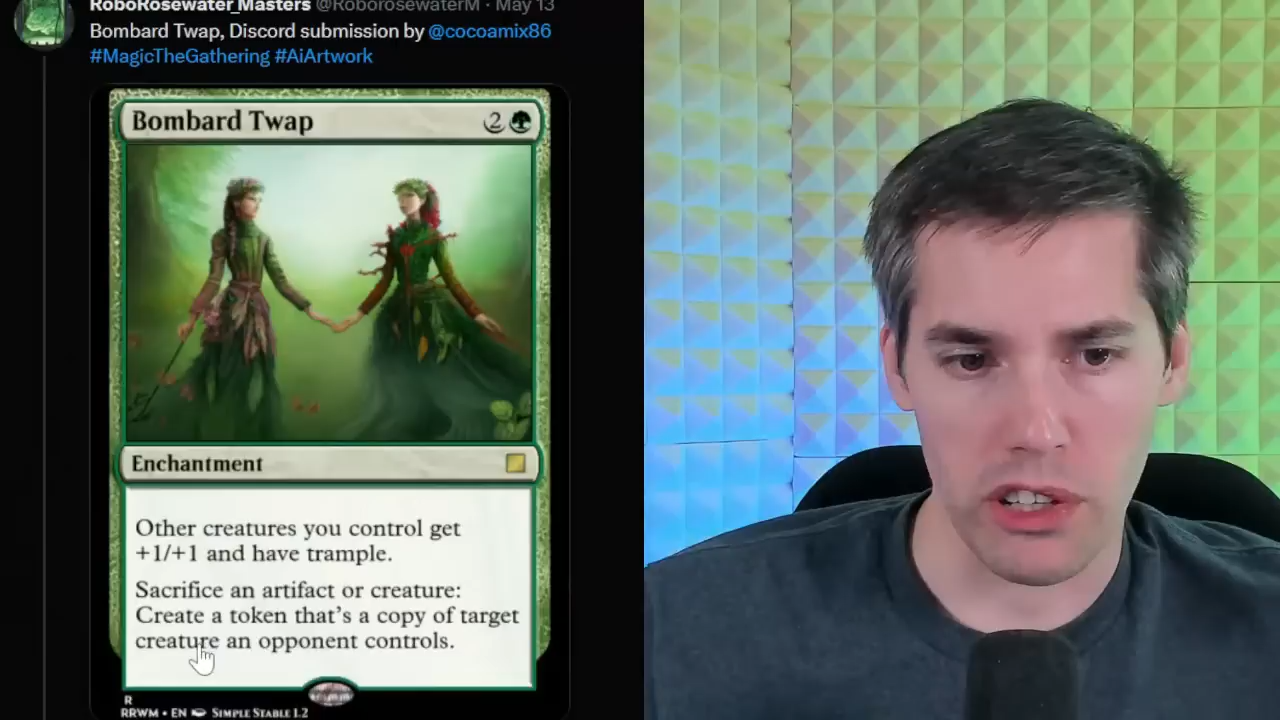 RoboRosewater_Masters @RoborosewaterM · May 13
Bombard Twap, Discord submission by @cocoamix86
#MagicTheGathering #AiArtwork
Bombard Twap 2
Enchantment
Other creatures you control get
+1/+1 and have trample.
Sacrifice an artifact or creature:
Create a token that's a copy of target
creature an opponent controls.
R
RRWM • EN SIMPLE STABLE 1.2